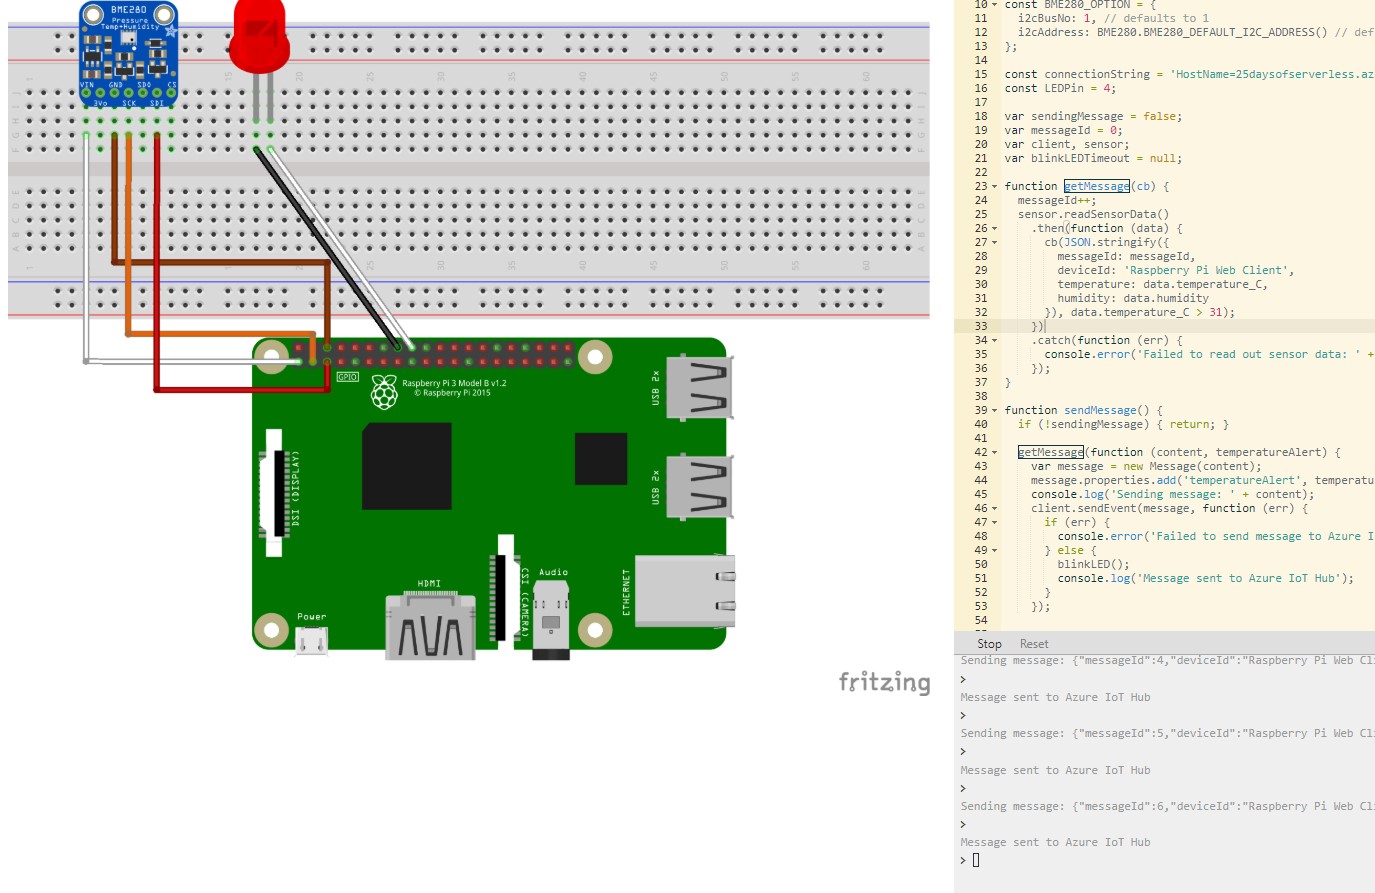 BME280
Pressure
Temp+Humidity
VIN
GND
SDO
CS
3Vo
SCK
SDI
1
15
20
25
30
35
40
45
50
55
60
1
25
30
35
40
45
50
55
60
GPIO
Raspberry Pi 3 Model B v1.2
© Raspberry Pi 2015
USB 2x
USB 2x
DSI (DISPLAY)
CSI (CAMERA)
Audio
ETHERNET
HDMI
Power
fritzing
10 const BME280_OPTION = {
11 i2cBusNo: 1, // defaults to 1
12 i2cAddress: BME280.BME280_DEFAULT_I2C_ADDRESS() // def
13 };
14
15 const connectionString = 'HostName=25daysofserverless.az
16 const LEDPin = 4;
17
18 var sendingMessage = false;
19 var messageId = 0;
20 var client, sensor;
21 var blinkLEDTimeout = null;
22
23 function getMessage(cb) {
24 messageId++;
25 sensor.readSensorData()
26 .then(function (data) {
27 cb(JSON.stringify({
28 messageId: messageId,
29 deviceId: 'Raspberry Pi Web Client',
30 temperature: data.temperature_C,
31 humidity: data.humidity
32 }), data.temperature_C > 31);
33 })
34 .catch(function (err) {
35 console.error('Failed to read out sensor data: ' +
36 });
37 }
38
39 function sendMessage() {
40 if (!sendingMessage) { return; }
41
42 getMessage(function (content, temperatureAlert) {
43 var message = new Message(content);
44 message.properties.add('temperatureAlert', temperatu
45 console.log('Sending message: ' + content);
46 client.sendEvent(message, function (err) {
47 if (err) {
48 console.error('Failed to send message to Azure I
49 } else {
50 blinkLED();
51 console.log('Message sent to Azure IoT Hub');
52 }
53 });
54
Stop Reset
Sending message: {"messageId":4,"deviceId":"Raspberry Pi Web Cl
>
Message sent to Azure IoT Hub
>
Sending message: {"messageId":5,"deviceId":"Raspberry Pi Web Cl
>
Message sent to Azure IoT Hub
>
Sending message: {"messageId":6,"deviceId":"Raspberry Pi Web Cl
>
Message sent to Azure IoT Hub
>